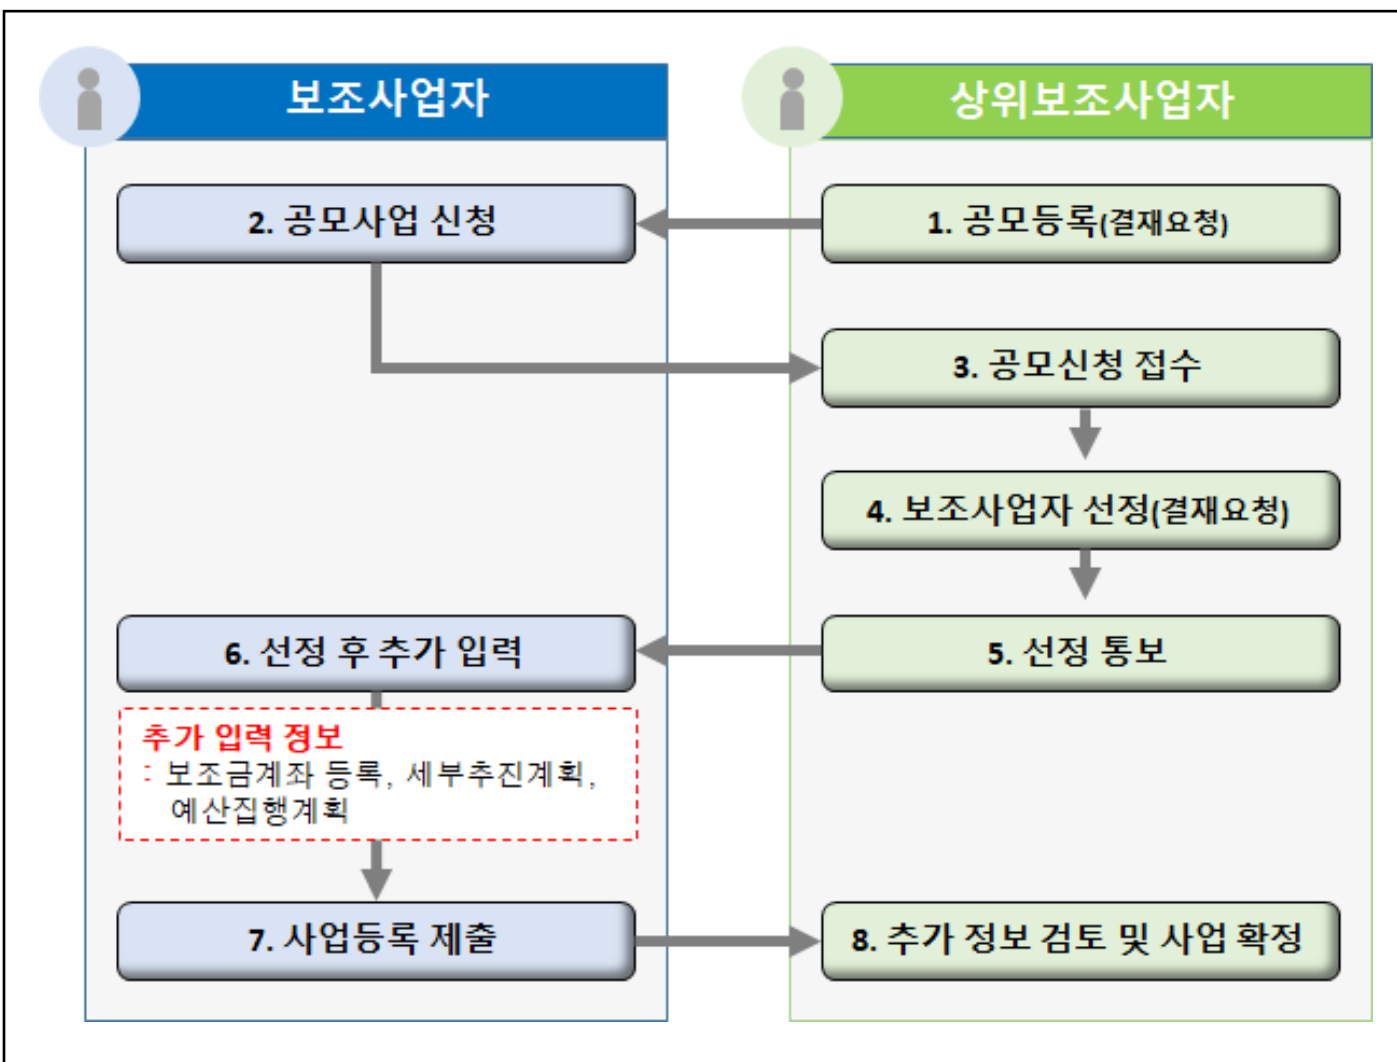 보조사업자
상위보조사업자
1. 공모등록(결재요청)
2. 공모사업 신청
3. 공모신청 접수
4. 보조사업자 선정(결재요청)
5. 선정 통보
6. 선정 후 추가 입력
추가 입력 정보
: 보조금계좌 등록, 세부추진계획,
예산집행계획
7. 사업등록 제출
8. 추가 정보 검토 및 사업 확정